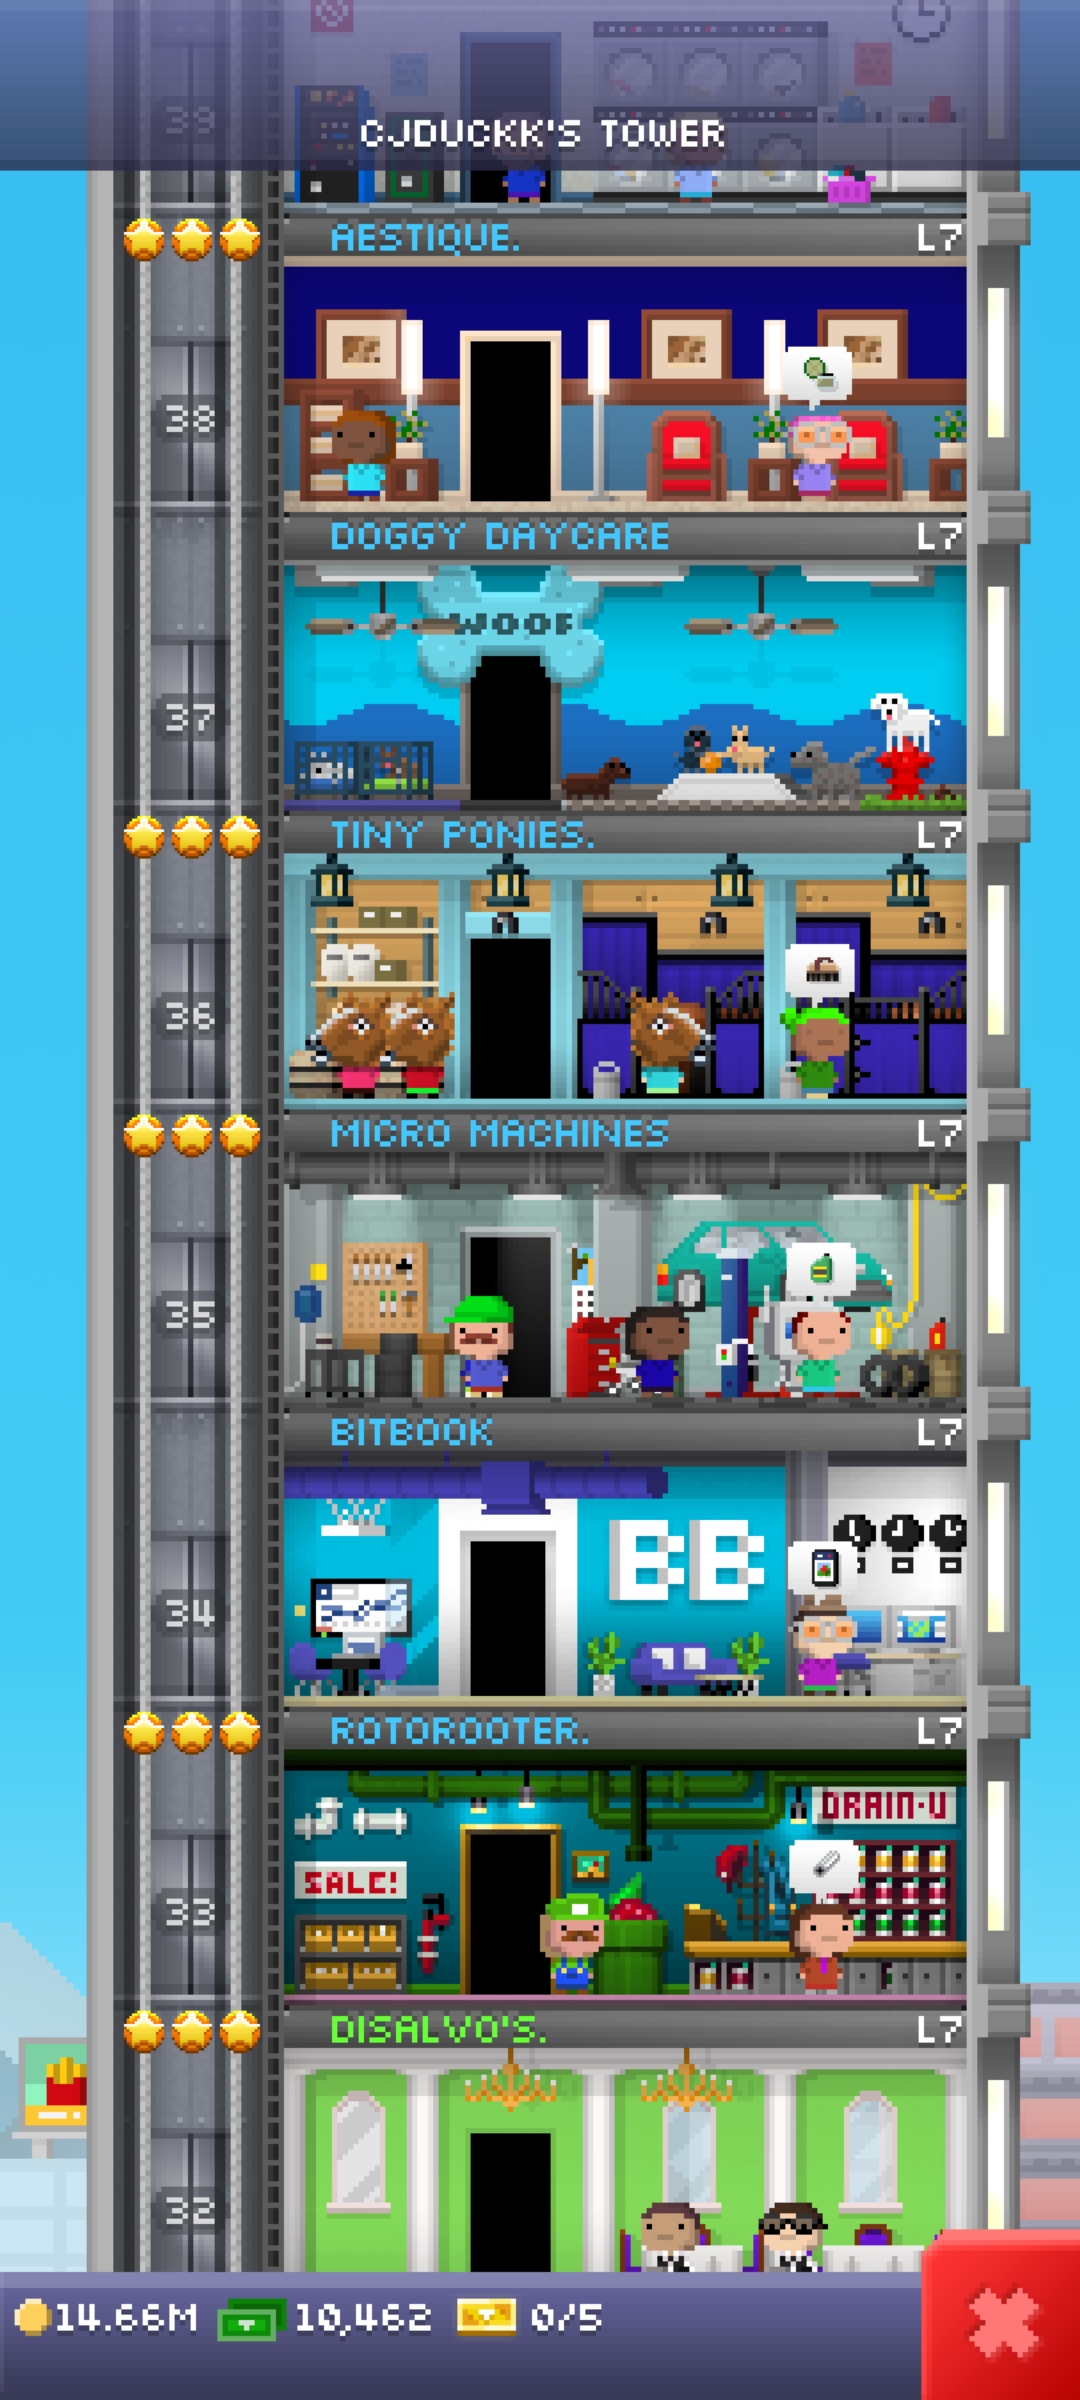 39
CJDUCKK'S TOWER
AESTIQUE. L7
38
DOGGY DAYCARE L7
WOOF
37
TINY PONIES. L7
36
MICRO MACHINES L7
35
BITBOOK L7
BB
34
ROTOROOTER. L7
DRAIN-U
SALE!
33
DISALVO'S. L7
32
14.66M 10,462 0/5